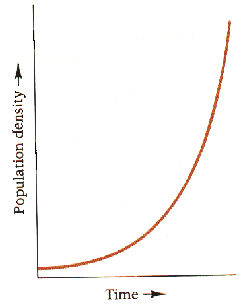 Population density →
Time →